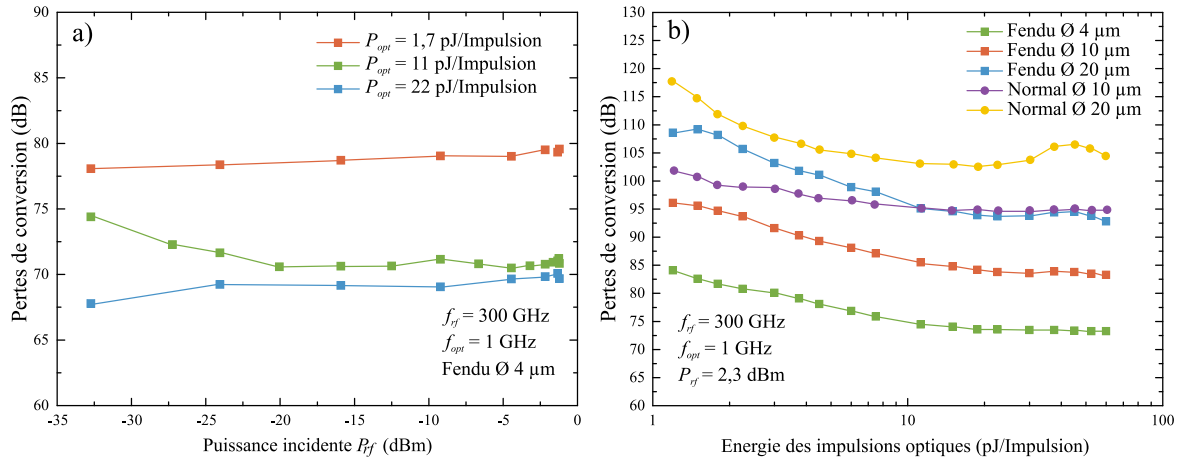 a)
P_opt = 1,7 pJ/Impulsion
P_opt = 11 pJ/Impulsion
P_opt = 22 pJ/Impulsion
f_rf = 300 GHz
f_opt = 1 GHz
Fendu Ø 4 µm
Pertes de conversion (dB)
90
85
80
75
70
65
60
-35
-30
-25
-20
-15
-10
-5
0
Puissance incidente P_rf (dBm)
b)
Fendu Ø 4 µm
Fendu Ø 10 µm
Fendu Ø 20 µm
Normal Ø 10 µm
Normal Ø 20 µm
f_rf = 300 GHz
f_opt = 1 GHz
P_rf = 2,3 dBm
Pertes de conversion (dB)
130
125
120
115
110
105
100
95
90
85
80
75
70
65
60
1
10
100
Energie des impulsions optiques (pJ/Impulsion)